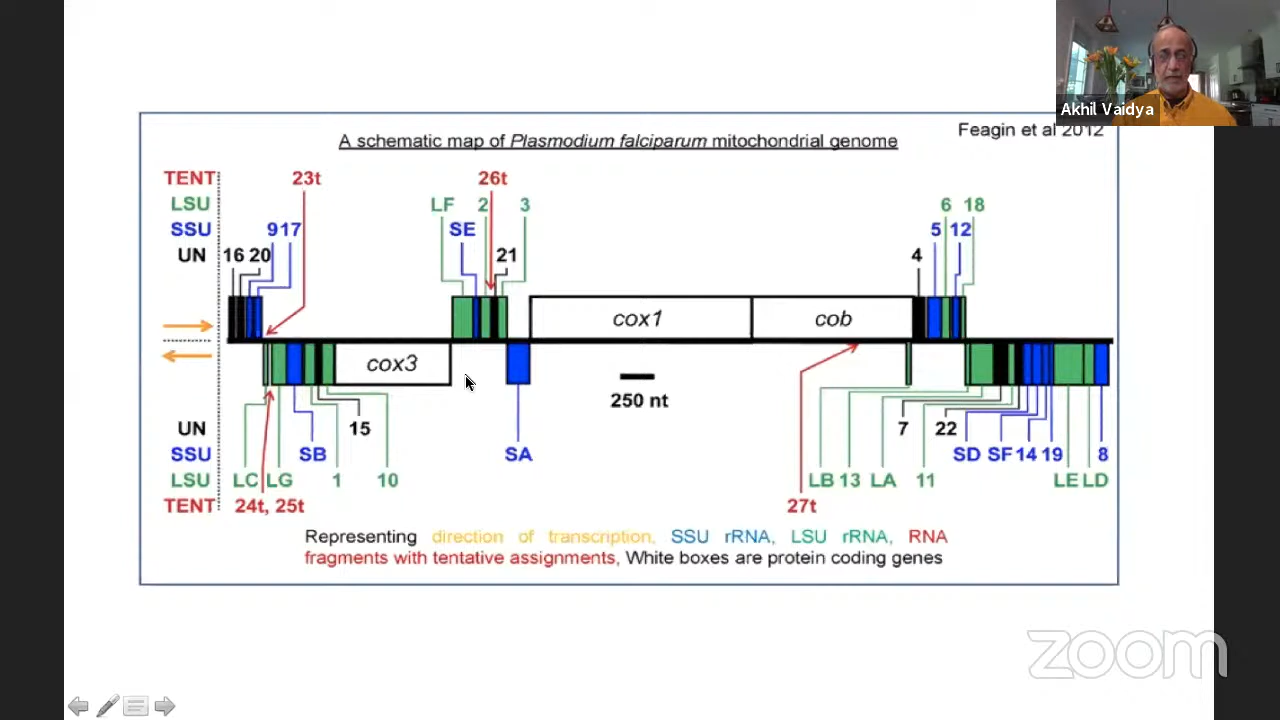 Akhil Vaidya
Feagin et al 2012
A schematic map of Plasmodium falciparum mitochondrial genome
TENT 23t 26t
LSU LF 2 3 6 18
SSU 9 17 SE 5 12
UN 16 20 21 4
cox1 cob
cox3
250 nt
UN 15 7 22
SSU SB SA SD SF 14 19 8
LSU LC LG 1 10 LB 13 LA 11 LE LD
TENT 24t, 25t 27t
Representing direction of transcription, SSU rRNA, LSU rRNA, RNA
fragments with tentative assignments, White boxes are protein coding genes
zoom